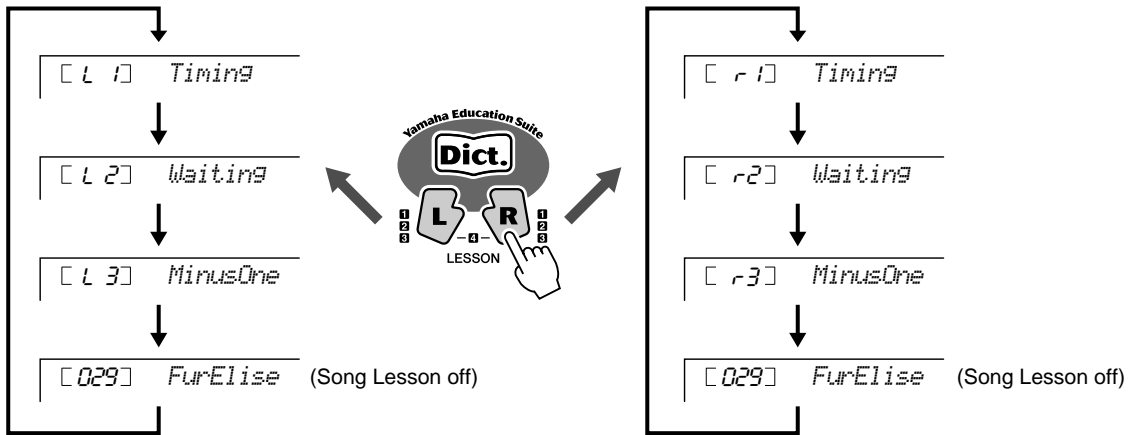 [L 1] Timing
[L 2] Waiting
[L 3] MinusOne
[029] FurElise (Song Lesson off)
Yamaha Education Suite
Dict.
L R
1 1
2 2
3 - 4 - 3
LESSON
[ r1] Timing
[ r2] Waiting
[ r3] MinusOne
[029] FurElise (Song Lesson off)